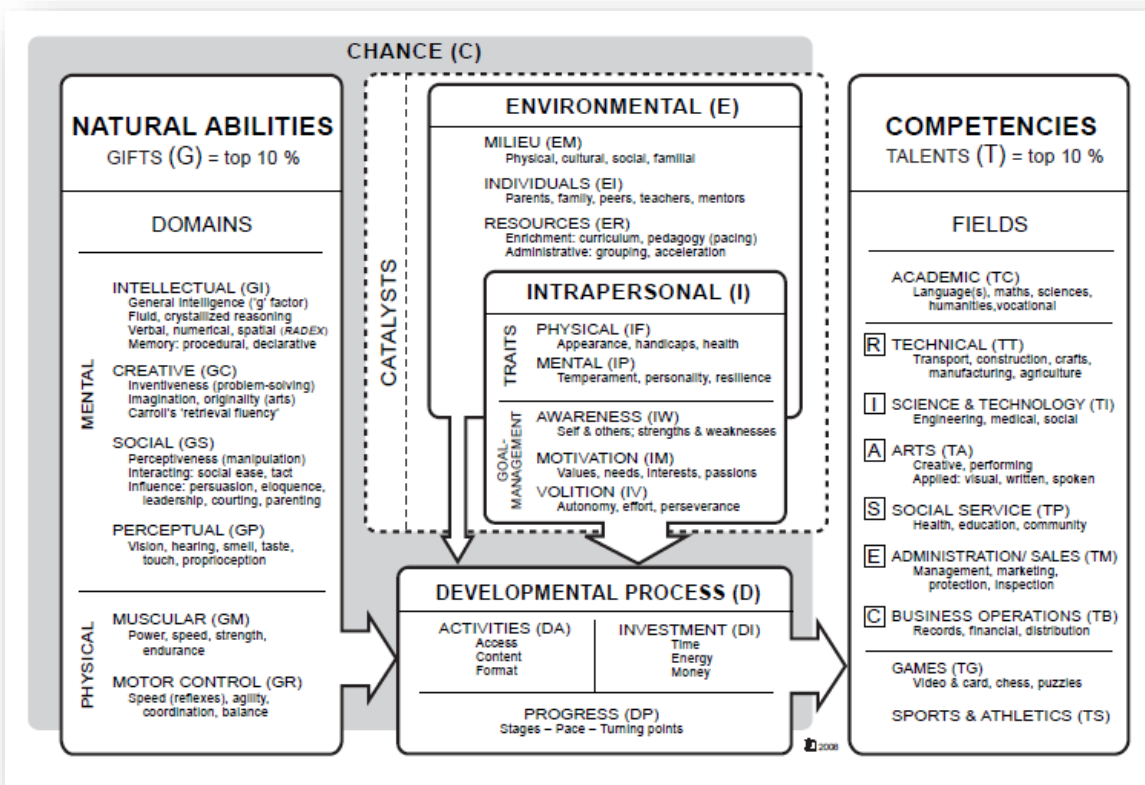 CHANCE (C)
NATURAL ABILITIES
GIFTS (G) = top 10 %
DOMAINS
MENTAL
INTELLECTUAL (GI)
General intelligence ('g' factor)
Fluid, crystallized reasoning
Verbal, numerical, spatial (RADEX)
Memory: procedural, declarative
CREATIVE (GC)
Inventiveness (problem-solving)
Imagination, originality (arts)
Carroll's 'retrieval fluency'
SOCIAL (GS)
Perceptiveness (manipulation)
Interacting: social ease, tact
Influence: persuasion, eloquence,
leadership, courting, parenting
PERCEPTUAL (GP)
Vision, hearing, smell, taste,
touch, proprioception
PHYSICAL
MUSCULAR (GM)
Power, speed, strength,
endurance
MOTOR CONTROL (GR)
Speed (reflexes), agility,
coordination, balance
CATALYSTS
ENVIRONMENTAL (E)
MILIEU (EM)
Physical, cultural, social, familial
INDIVIDUALS (EI)
Parents, family, peers, teachers, mentors
RESOURCES (ER)
Enrichment: curriculum, pedagogy (pacing)
Administrative: grouping, acceleration
INTRAPERSONAL (I)
TRAITS
PHYSICAL (IF)
Appearance, handicaps, health
MENTAL (IP)
Temperament, personality, resilience
GOAL-
MANAGEMENT
AWARENESS (IW)
Self & others; strengths & weaknesses
MOTIVATION (IM)
Values, needs, interests, passions
VOLITION (IV)
Autonomy, effort, perseverance
DEVELOPMENTAL PROCESS (D)
ACTIVITIES (DA)
Access
Content
Format
INVESTMENT (DI)
Time
Energy
Money
PROGRESS (DP)
Stages – Pace – Turning points
2008
COMPETENCIES
TALENTS (T) = top 10 %
FIELDS
ACADEMIC (TC)
Language(s), maths, sciences,
humanities,vocational
R TECHNICAL (TT)
Transport, construction, crafts,
manufacturing, agriculture
I SCIENCE & TECHNOLOGY (TI)
Engineering, medical, social
A ARTS (TA)
Creative, performing
Applied: visual, written, spoken
S SOCIAL SERVICE (TP)
Health, education, community
E ADMINISTRATION/ SALES (TM)
Management, marketing,
protection, inspection
C BUSINESS OPERATIONS (TB)
Records, financial, distribution
GAMES (TG)
Video & card, chess, puzzles
SPORTS & ATHLETICS (TS)